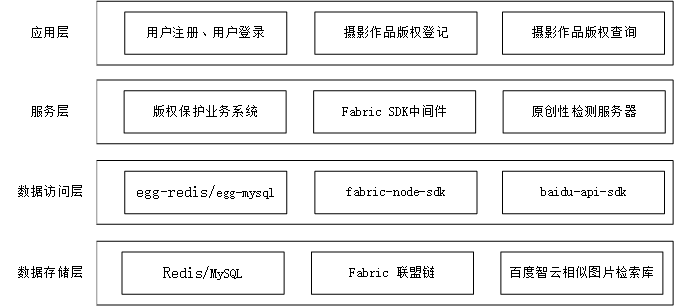 应用层 用户注册、用户登录 摄影作品版权登记 摄影作品版权查询
服务层 版权保护业务系统 Fabric SDK中间件 原创性检测服务器
数据访问层 egg-redis/egg-mysql fabric-node-sdk baidu-api-sdk
数据存储层 Redis/MySQL Fabric 联盟链 百度智云相似图片检索库